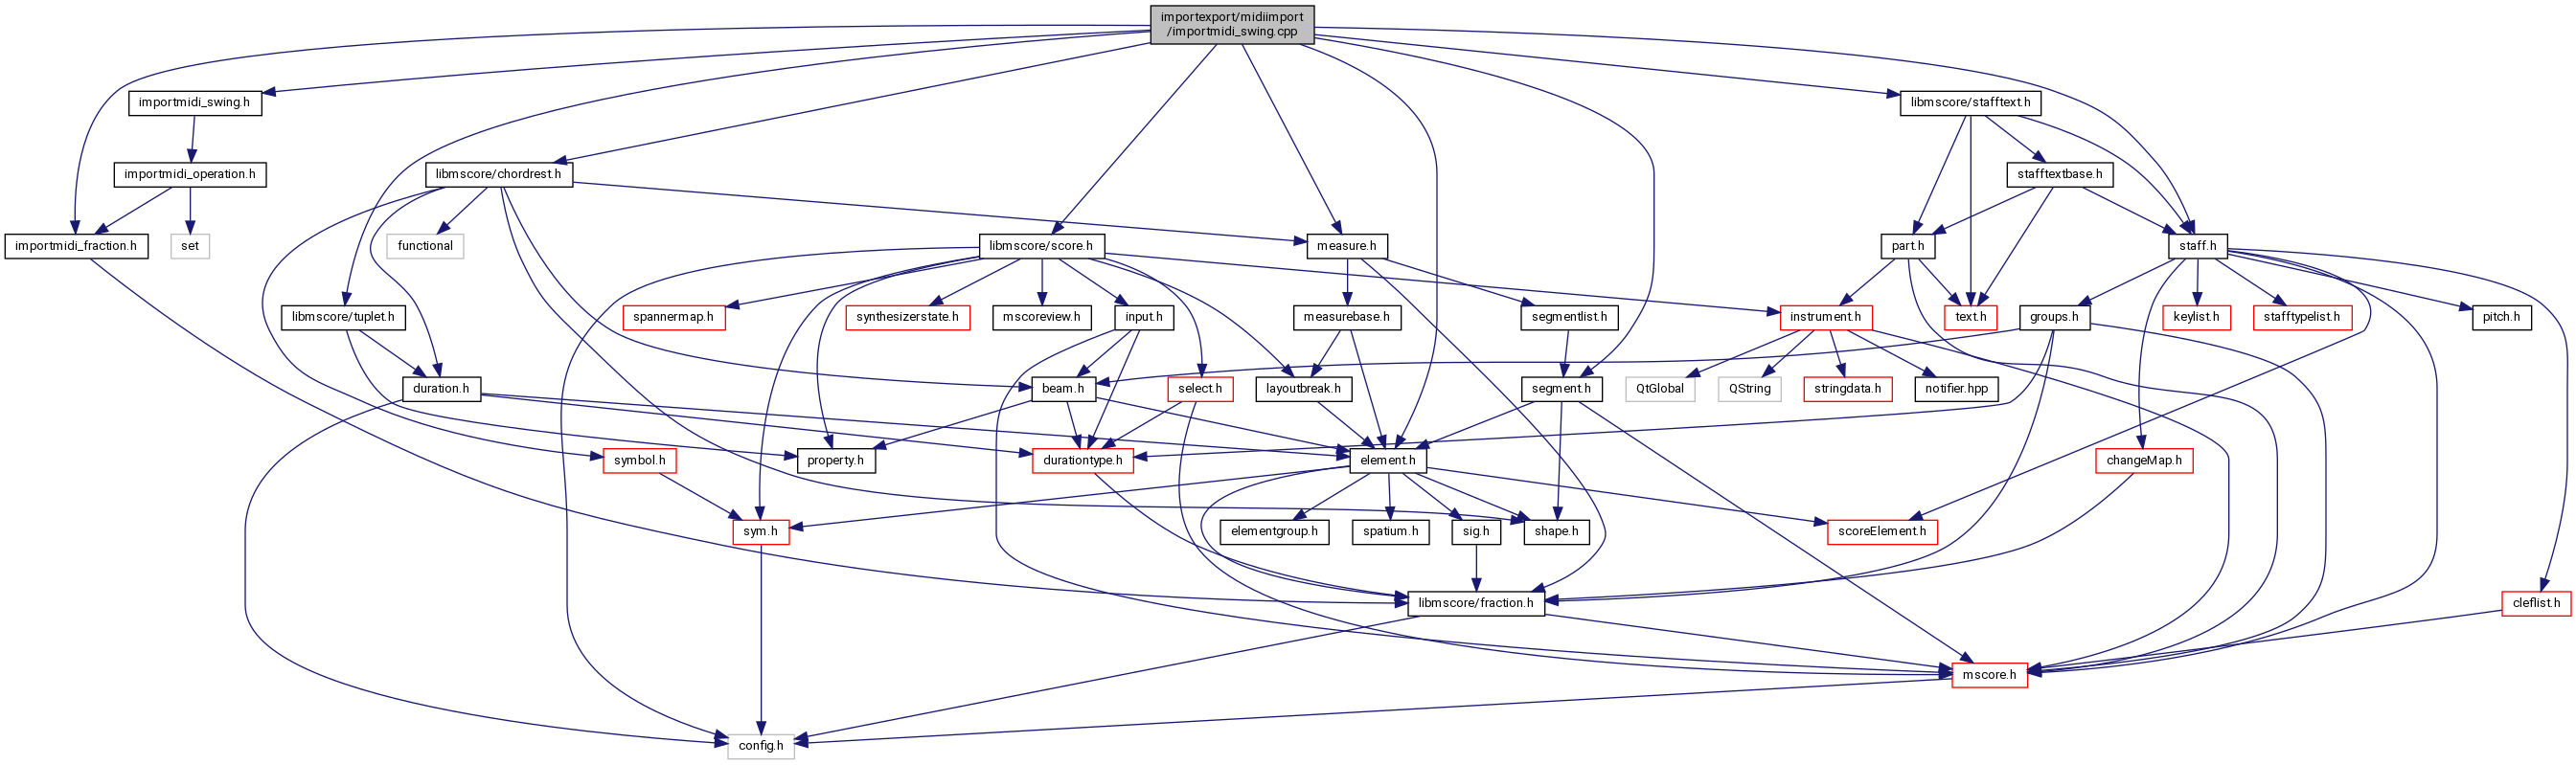 importexport/midiimport
/importmidi_swing.cpp
importmidi_swing.h
libmscore/stafftext.h
importmidi_operation.h
libmscore/chordrest.h
stafftextbase.h
importmidi_fraction.h
set
functional
libmscore/score.h
measure.h
part.h
staff.h
libmscore/tuplet.h
spannermap.h
synthesizerstate.h
mscoreview.h
input.h
measurebase.h
segmentlist.h
instrument.h
text.h
groups.h
keylist.h
stafftypelist.h
pitch.h
duration.h
beam.h
select.h
layoutbreak.h
segment.h
QtGlobal
QString
stringdata.h
notifier.hpp
symbol.h
property.h
durationtype.h
element.h
changeMap.h
sym.h
elementgroup.h
spatium.h
sig.h
shape.h
scoreElement.h
libmscore/fraction.h
cleflist.h
mscore.h
config.h